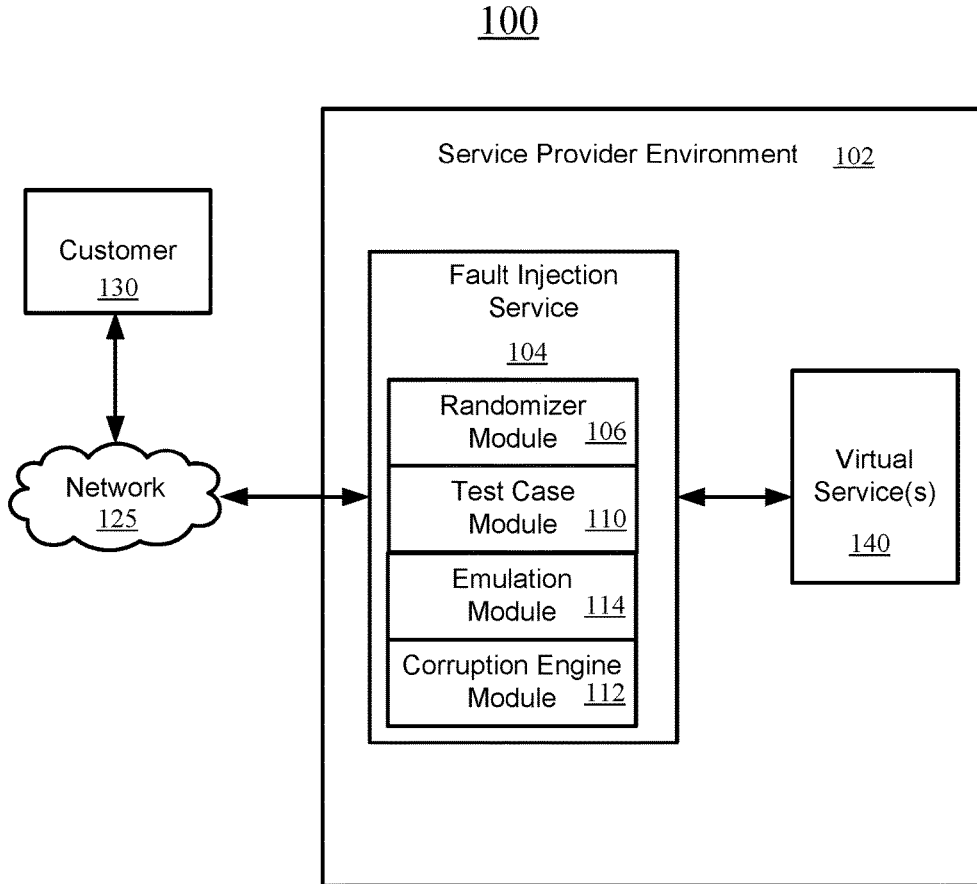 100
Service Provider Environment 102
Customer
130
Fault Injection
Service
104
Randomizer
Module 106
Network
125
Test Case
Module 110
Emulation
Module 114
Corruption Engine
Module 112
Virtual
Service(s)
140